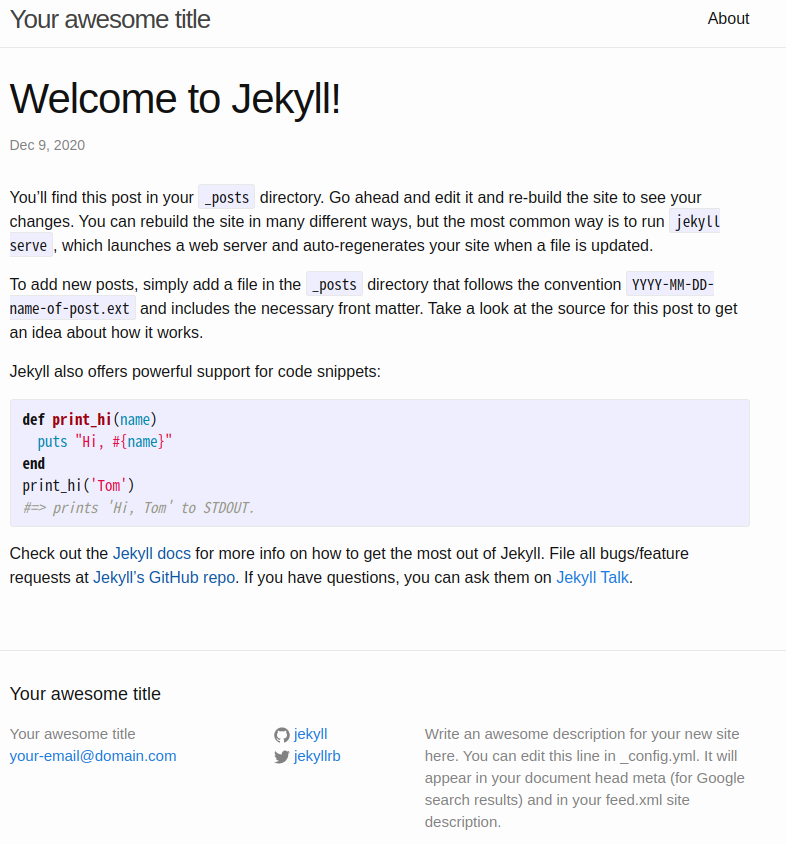 Your awesome title
About
Welcome to Jekyll!
Dec 9, 2020
You’ll find this post in your _posts directory. Go ahead and edit it and re-build the site to see your
changes. You can rebuild the site in many different ways, but the most common way is to run jekyll
serve, which launches a web server and auto-regenerates your site when a file is updated.
To add new posts, simply add a file in the _posts directory that follows the convention YYYY-MM-DD-
name-of-post.ext and includes the necessary front matter. Take a look at the source for this post to get
an idea about how it works.
Jekyll also offers powerful support for code snippets:
def print_hi(name)
  puts "Hi, #{name}"
end
print_hi('Tom')
#=> prints 'Hi, Tom' to STDOUT.
Check out the Jekyll docs for more info on how to get the most out of Jekyll. File all bugs/feature
requests at Jekyll’s GitHub repo. If you have questions, you can ask them on Jekyll Talk.
Your awesome title
Your awesome title
your-email@domain.com
jekyll
jekyllrb
Write an awesome description for your new site
here. You can edit this line in _config.yml. It will
appear in your document head meta (for Google
search results) and in your feed.xml site
description.